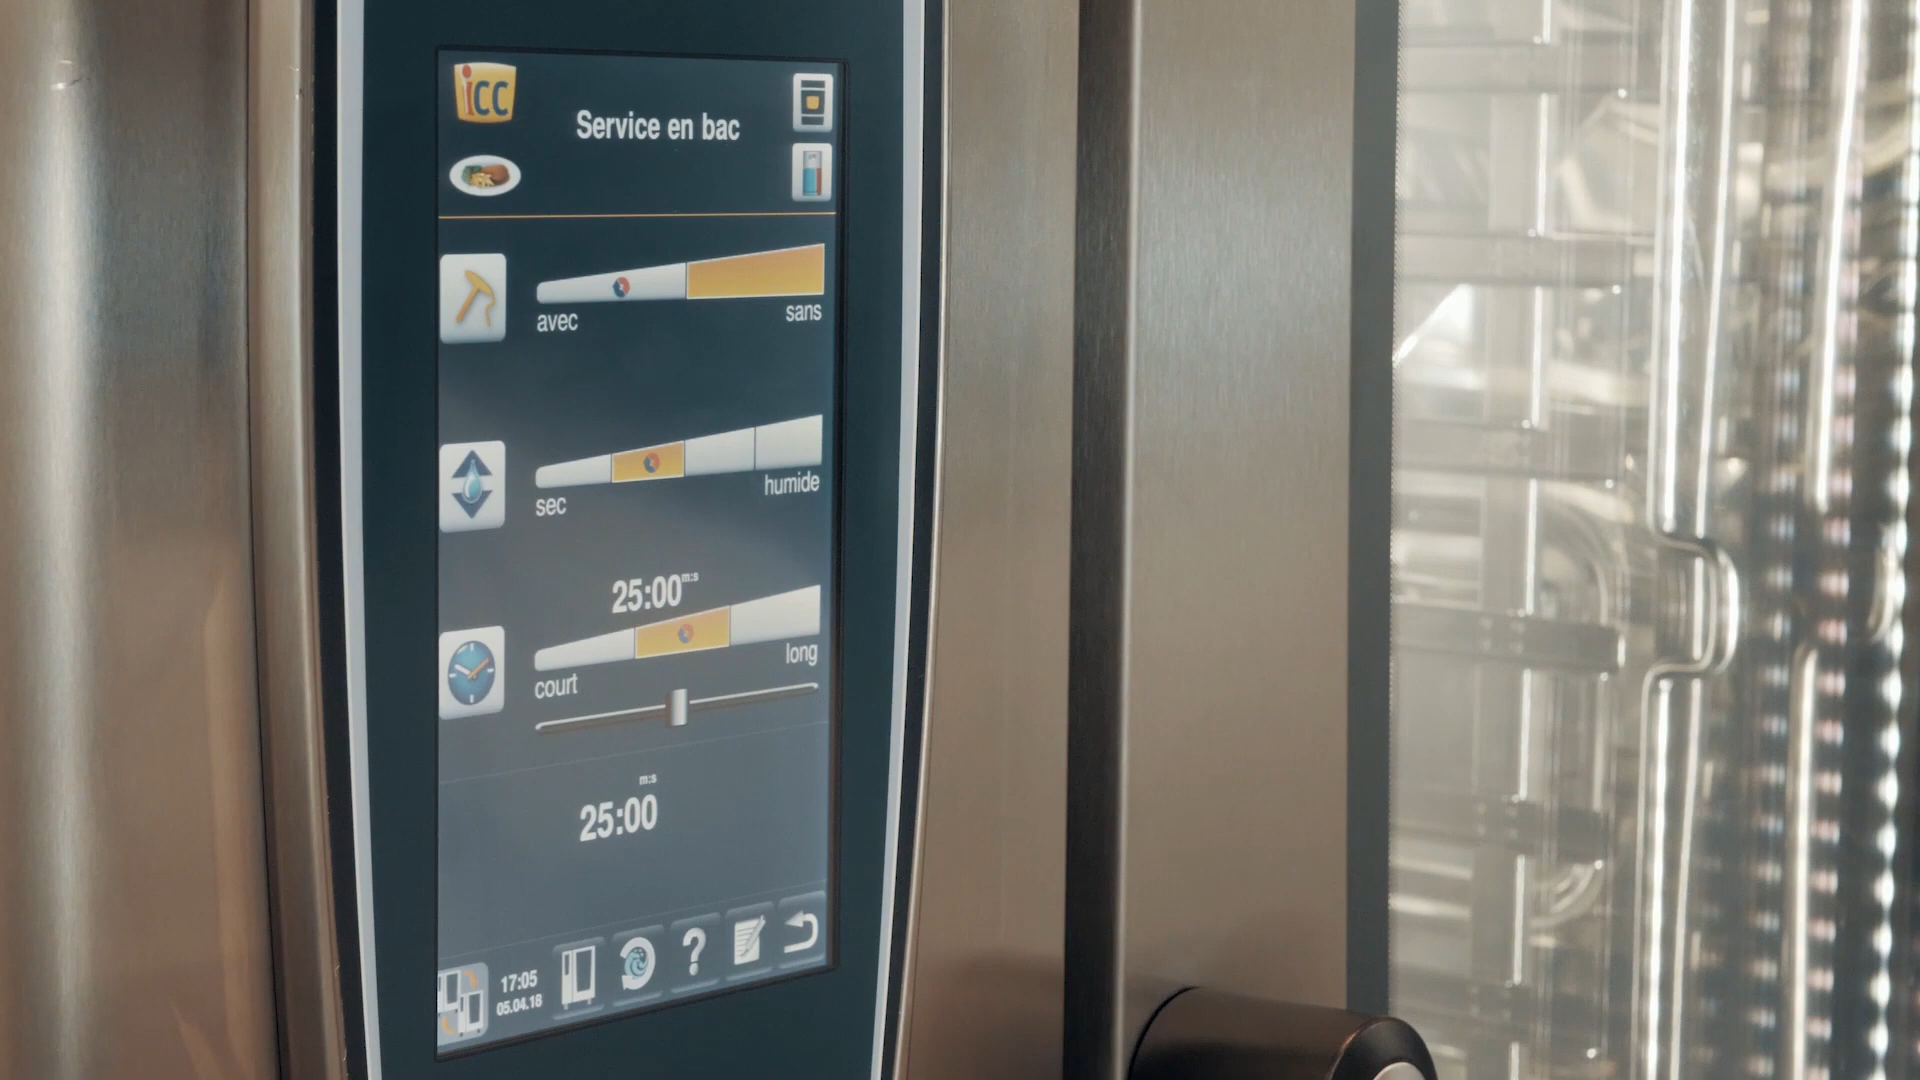 icc
Service en bac
avec
sans
sec
humide
25:00 m:s
court
long
m:s
25:00
?
17:05
05.04.18